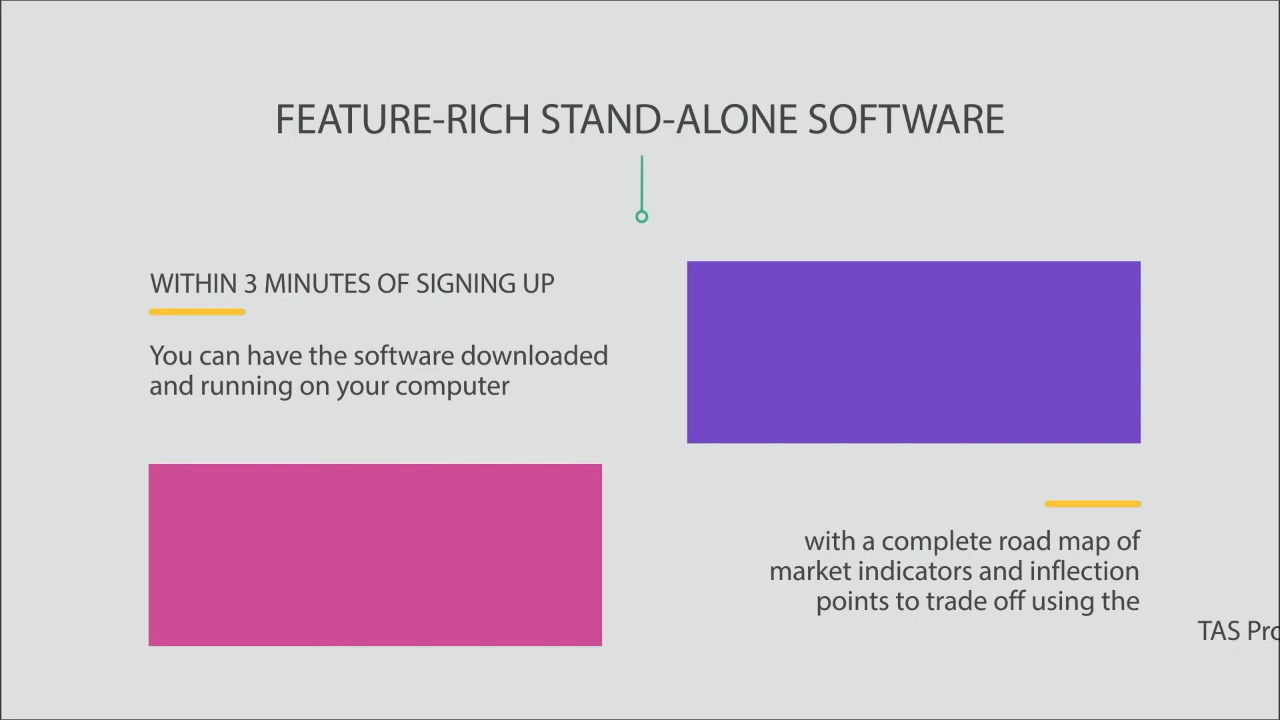 FEATURE-RICH STAND-ALONE SOFTWARE
WITHIN 3 MINUTES OF SIGNING UP
You can have the software downloaded
and running on your computer
with a complete road map of
market indicators and inflection
points to trade off using the
TAS